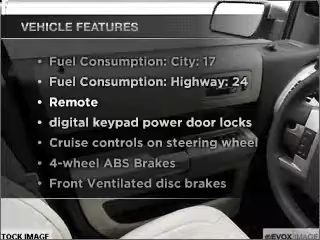 VEHICLE FEATURES
• Fuel Consumption: City: 17
• Fuel Consumption: Highway: 24
• Remote
• digital keypad power door locks
• Cruise controls on steering wheel
• 4-wheel ABS Brakes
• Front Ventilated disc brakes
TOCK IMAGE
@EVOX IMAGE